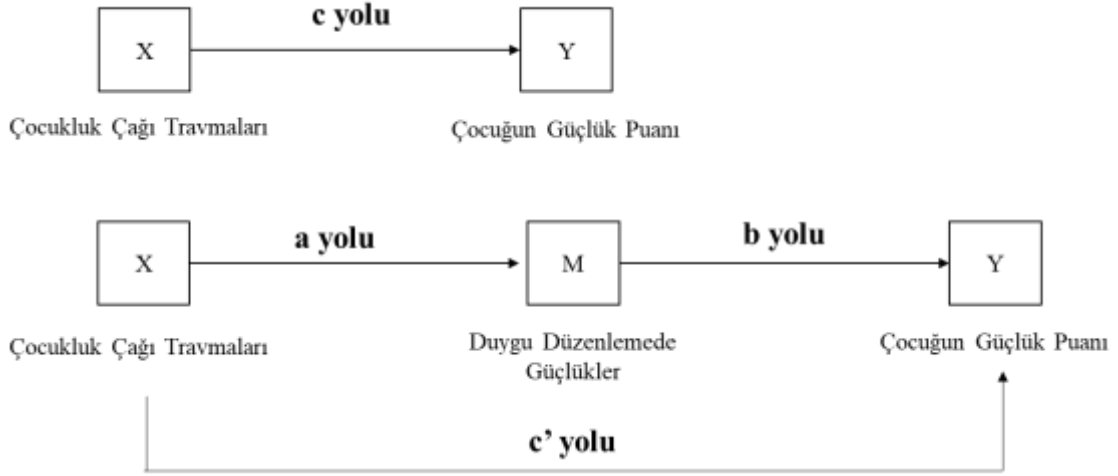 c yolu
X
Y
Çocukluk Çağı Travmaları
Çocuğun Güçlük Puanı
a yolu
b yolu
X
M
Y
Çocukluk Çağı Travmaları
Duygu Düzenlemede
Güçlükler
Çocuğun Güçlük Puanı
c’ yolu